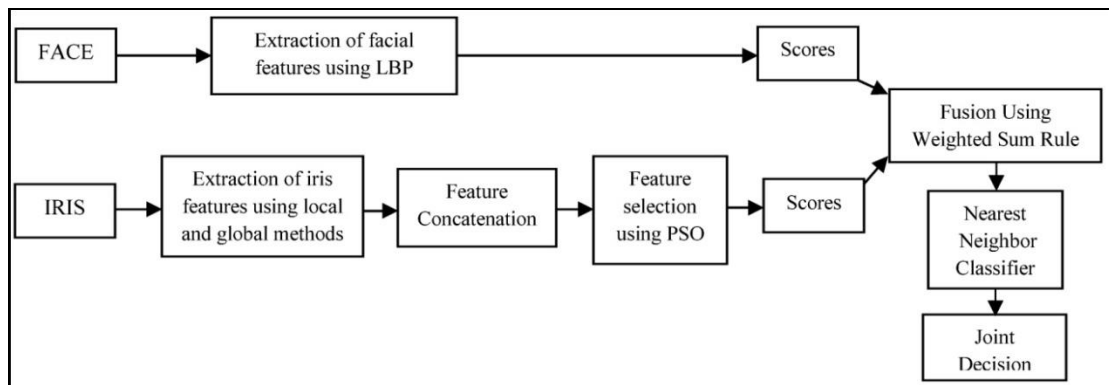 FACE
Extraction of facial
features using LBP
Scores
Fusion Using
Weighted Sum Rule
IRIS
Extraction of iris
features using local
and global methods
Feature
Concatenation
Feature
selection
using PSO
Scores
Nearest
Neighbor
Classifier
Joint
Decision